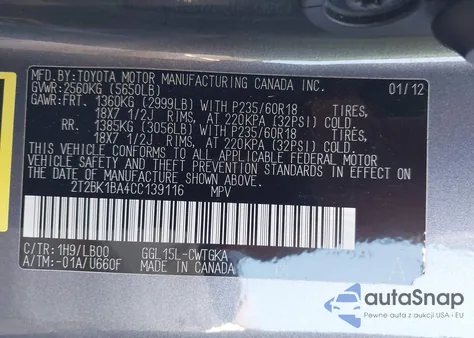 MFD.BY:TOYOTA MOTOR MANUFACTURING CANADA INC. 01/12
GVWR:2560KG (5650LB)
GAWR:FRT. 1360KG (2999LB) WITH P235/60R18 TIRES,
18X7 1/2J RIMS, AT 220KPA (32PSI) COLD.
RR. 1385KG (3056LB) WITH P235/60R18 TIRES,
18X7 1/2J RIMS, AT 220KPA (32PSI) COLD.
THIS VEHICLE CONFORMS TO ALL APPLICABLE FEDERAL MOTOR
VEHICLE SAFETY AND THEFT PREVENTION STANDARDS IN EFFECT
ON THE DATE OF MANUFACTURE SHOWN ABOVE.
2T2BK1BA4CC139116 MPV
C/TR:1H9/LB00 GGL15L-CWTGKA
A/TM:-01A/U660F MADE IN CANADA
A
autoSnap
Pewne auto z USA i EU